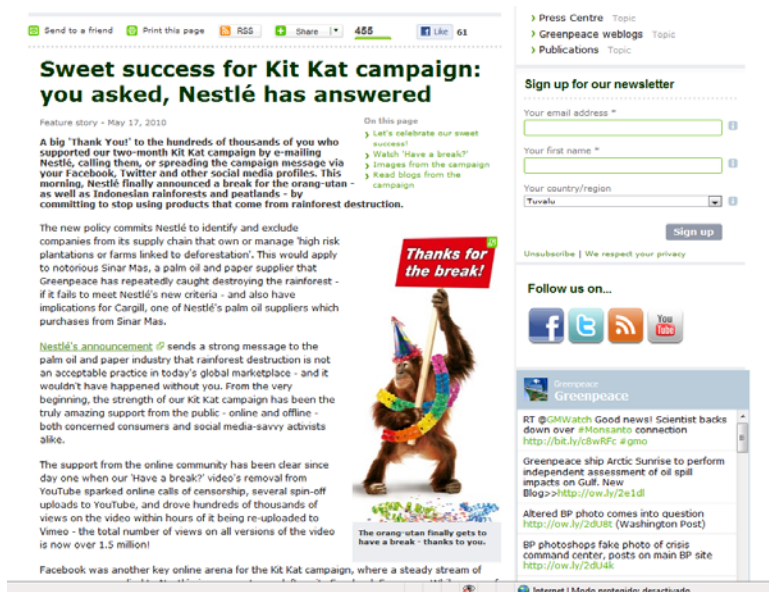 Send to a friend Print this page RSS Share 455 Like 61
Sweet success for Kit Kat campaign:
you asked, Nestlé has answered
Feature story - May 17, 2010
A big 'Thank You!' to the hundreds of thousands of you who
supported our two-month Kit Kat campaign by e-mailing
Nestlé, calling them, or spreading the campaign message via
your Facebook, Twitter and other social media profiles. This
morning, Nestlé finally announced a break for the orang-utan -
as well as Indonesian rainforests and peatlands - by
committing to stop using products that come from rainforest destruction.
On this page
Let's celebrate our sweet
success!
Watch 'Have a break?'
Images from the campaign
Read blogs from the
campaign
The new policy commits Nestlé to identify and exclude
companies from its supply chain that own or manage 'high risk
plantations or farms linked to deforestation'. This would apply
to notorious Sinar Mas, a palm oil and paper supplier that
Greenpeace has repeatedly caught destroying the rainforest -
if it fails to meet Nestlé's new criteria - and also have
implications for Cargill, one of Nestlé's palm oil suppliers which
purchases from Sinar Mas.
Nestlé's announcement sends a strong message to the
palm oil and paper industry that rainforest destruction is not
an acceptable practice in today's global marketplace - and it
wouldn't have happened without you. From the very
beginning, the strength of our Kit Kat campaign has been the
truly amazing support from the public - online and offline -
both concerned consumers and social media-savvy activists
alike.
The support from the online community has been clear since
day one when our 'Have a break?' video's removal from
YouTube sparked online calls of censorship, several spin-off
uploads to YouTube, and drove hundreds of thousands of
views on the video within hours of it being re-uploaded to
Vimeo - the total number of views on all versions of the video
is now over 1.5 million!
Facebook was another key online arena for the Kit Kat campaign, where a steady stream of
Thanks for
the break!
The orang-utan finally gets to
have a break - thanks to you.
Press Centre Topic
Greenpeace weblogs Topic
Publications Topic
Sign up for our newsletter
Your email address *
Your first name *
Your country/region
Tuvalu
Sign up
Unsubscribe | We respect your privacy
Follow us on...
You
Tube
Greenpeace
Greenpeace
RT @GMWatch Good news! Scientist backs
down over #Monsanto connection
http://bit.ly/c8wRFc #gmo
Greenpeace ship Arctic Sunrise to perform
independent assessment of oil spill
impacts on Gulf. New
Blog>>http://ow.ly/2e1dl
Altered BP photo comes into question
http://ow.ly/2dU8t (Washington Post)
BP photoshops fake photo of crisis
command center, posts on main BP site
http://ow.ly/2dU4k
Internet | Modo protegido: desactivado